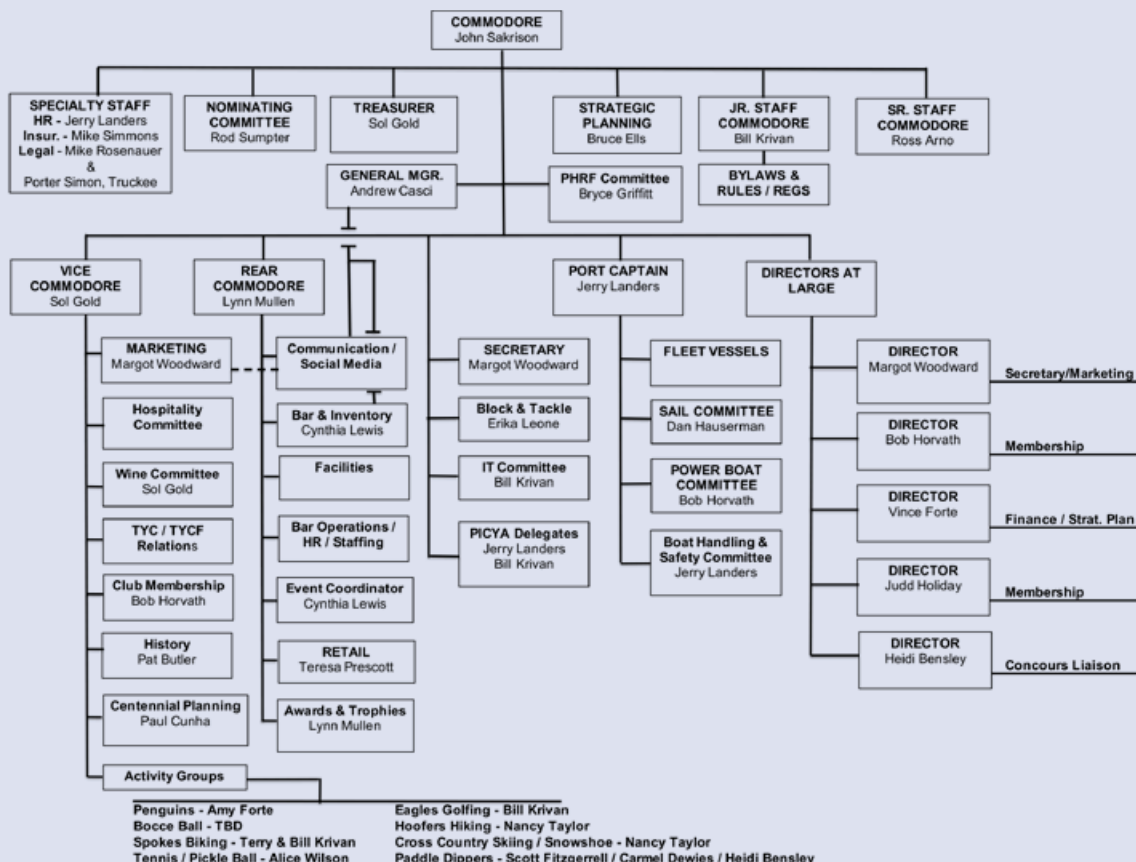 COMMODORE
John Sakrison
SPECIALTY STAFF
HR - Jerry Landers
Insur. - Mike Simmons
Legal - Mike Rosenauer
&
Porter Simon, Truckee
NOMINATING
COMMITTEE
Rod Sumpter
TREASURER
Sol Gold
STRATEGIC
PLANNING
Bruce Ells
JR. STAFF
COMMODORE
Bill Krivan
SR. STAFF
COMMODORE
Ross Arno
GENERAL MGR.
Andrew Casci
PHRF Committee
Bryce Griffitt
BYLAWS &
RULES / REGS
VICE
COMMODORE
Sol Gold
REAR
COMMODORE
Lynn Mullen
PORT CAPTAIN
Jerry Landers
DIRECTORS AT
LARGE
MARKETING
Margot Woodward
Hospitality
Committee
Wine Committee
Sol Gold
TYC / TYCF
Relations
Club Membership
Bob Horvath
History
Pat Butler
Centennial Planning
Paul Cunha
Activity Groups
Communication /
Social Media
Bar & Inventory
Cynthia Lewis
Facilities
Bar Operations /
HR / Staffing
Event Coordinator
Cynthia Lewis
RETAIL
Teresa Prescott
Awards & Trophies
Lynn Mullen
SECRETARY
Margot Woodward
Block & Tackle
Erika Leone
IT Committee
Bill Krivan
PICYA Delegates
Jerry Landers
Bill Krivan
FLEET VESSELS
SAIL COMMITTEE
Dan Hauserman
POWER BOAT
COMMITTEE
Bob Horvath
Boat Handling &
Safety Committee
Jerry Landers
DIRECTOR
Margot Woodward
Secretary/Marketing
DIRECTOR
Bob Horvath
Membership
DIRECTOR
Vince Forte
Finance / Strat. Plan
DIRECTOR
Judd Holiday
Membership
DIRECTOR
Heidi Bensley
Concours Liaison
Penguins - Amy Forte
Bocce Ball - TBD
Spokes Biking - Terry & Bill Krivan
Tennis / Pickle Ball - Alice Wilson
Eagles Golfing - Bill Krivan
Hoofers Hiking - Nancy Taylor
Cross Country Skiing / Snowshoe - Nancy Taylor
Paddle Dippers - Scott Fitzgerrell / Carmel Dewies / Heidi Bensley